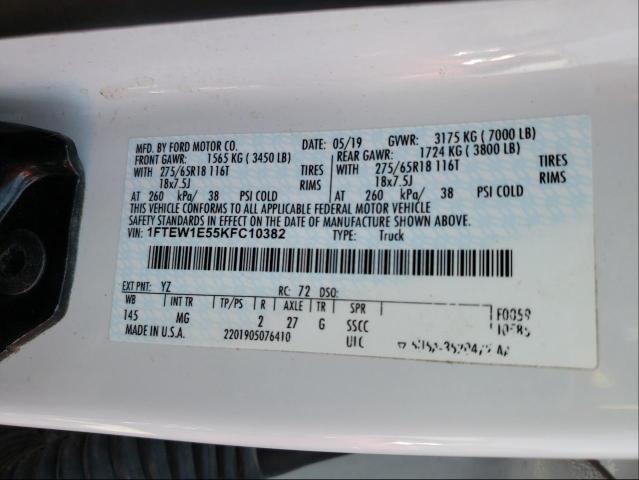 MFD. BY FORD MOTOR CO. DATE: 05/19 GVWR: 3175 KG ( 7000 LB)
FRONT GAWR: 1565 KG ( 3450 LB) REAR GAWR: 1724 KG ( 3800 LB)
WITH 275/65R18 116T TIRES WITH 275/65R18 116T TIRES
18x7.5J RIMS 18x7.5J RIMS
AT 260 kPa/ 38 PSI COLD AT 260 kPa/ 38 PSI COLD
THIS VEHICLE CONFORMS TO ALL APPLICABLE FEDERAL MOTOR VEHICLE
SAFETY STANDARDS IN EFFECT ON THE DATE OF MANUFACTURE SHOWN ABOVE.
VIN: 1FTEW1E55KFC10382 TYPE: Truck
EXT PNT: YZ RC: 72 DSO:
WB INT TR TP/PS R AXLE TR SPR F0059
145 MG 2 27 G SSCC
MADE IN U.S.A. 2201905076410 UTC